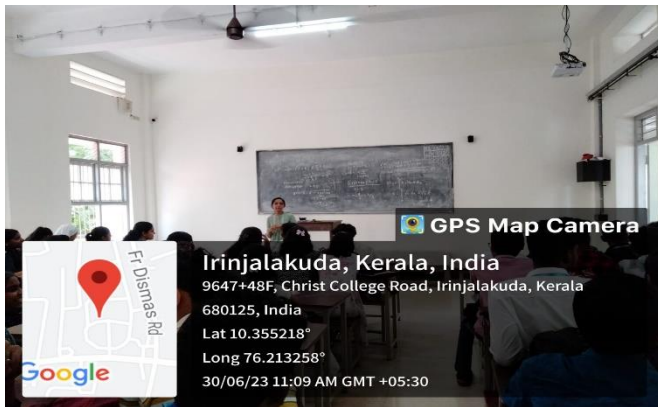 GPS Map Camera
Fr Dismas Rd
Google
Irinjalakuda, Kerala, India
9647+48F, Christ College Road, Irinjalakuda, Kerala
680125, India
Lat 10.355218°
Long 76.213258°
30/06/23 11:09 AM GMT +05:30